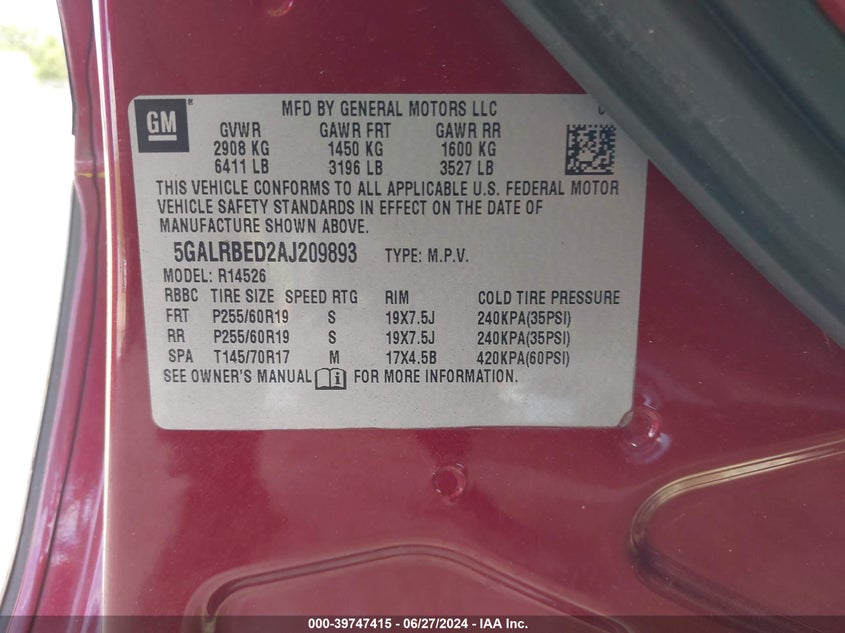 GM ®
MFD BY GENERAL MOTORS LLC
GVWR GAWR FRT GAWR RR
2908 KG 1450 KG 1600 KG
6411 LB 3196 LB 3527 LB
THIS VEHICLE CONFORMS TO ALL APPLICABLE U.S. FEDERAL MOTOR
VEHICLE SAFETY STANDARDS IN EFFECT ON THE DATE OF
MANUFACTURE SHOWN ABOVE.
5GALRBED2AJ209893 TYPE: M.P.V.
MODEL: R14526
RBBC TIRE SIZE SPEED RTG RIM COLD TIRE PRESSURE
FRT P255/60R19 S 19X7.5J 240KPA(35PSI)
RR P255/60R19 S 19X7.5J 240KPA(35PSI)
SPA T145/70R17 M 17X4.5B 420KPA(60PSI)
SEE OWNER'S MANUAL i FOR MORE INFORMATION.
000-39747415 - 06/27/2024 - IAA Inc.